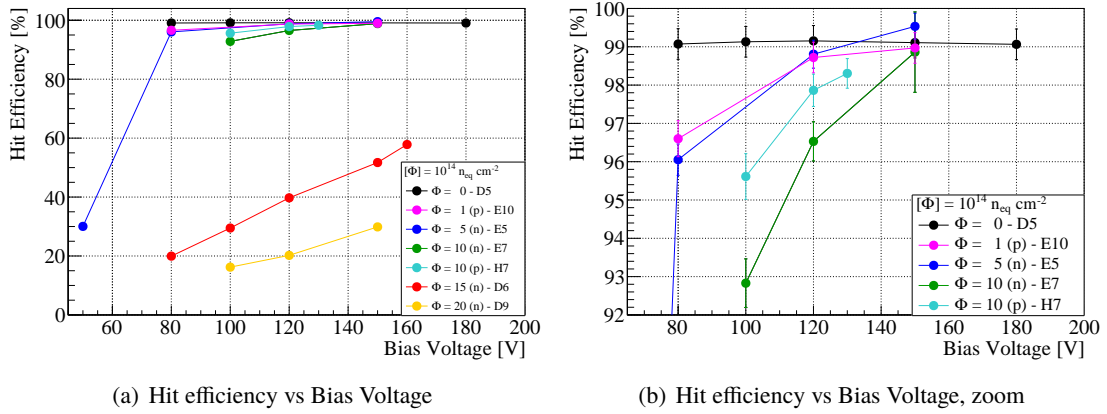 Hit Efficiency [%]
100
80
60
40
20
0
[Φ] = 10^14 n_eq cm^-2
Φ = 0 - D5
Φ = 1 (p) - E10
Φ = 5 (n) - E5
Φ = 10 (n) - E7
Φ = 10 (p) - H7
Φ = 15 (n) - D6
Φ = 20 (n) - D9
60 80 100 120 140 160 180 200
Bias Voltage [V]
(a) Hit efficiency vs Bias Voltage
Hit Efficiency [%]
100
99
98
97
96
95
94
93
92
[Φ] = 10^14 n_eq cm^-2
Φ = 0 - D5
Φ = 1 (p) - E10
Φ = 5 (n) - E5
Φ = 10 (n) - E7
Φ = 10 (p) - H7
80 100 120 140 160 180 200
Bias Voltage [V]
(b) Hit efficiency vs Bias Voltage, zoom